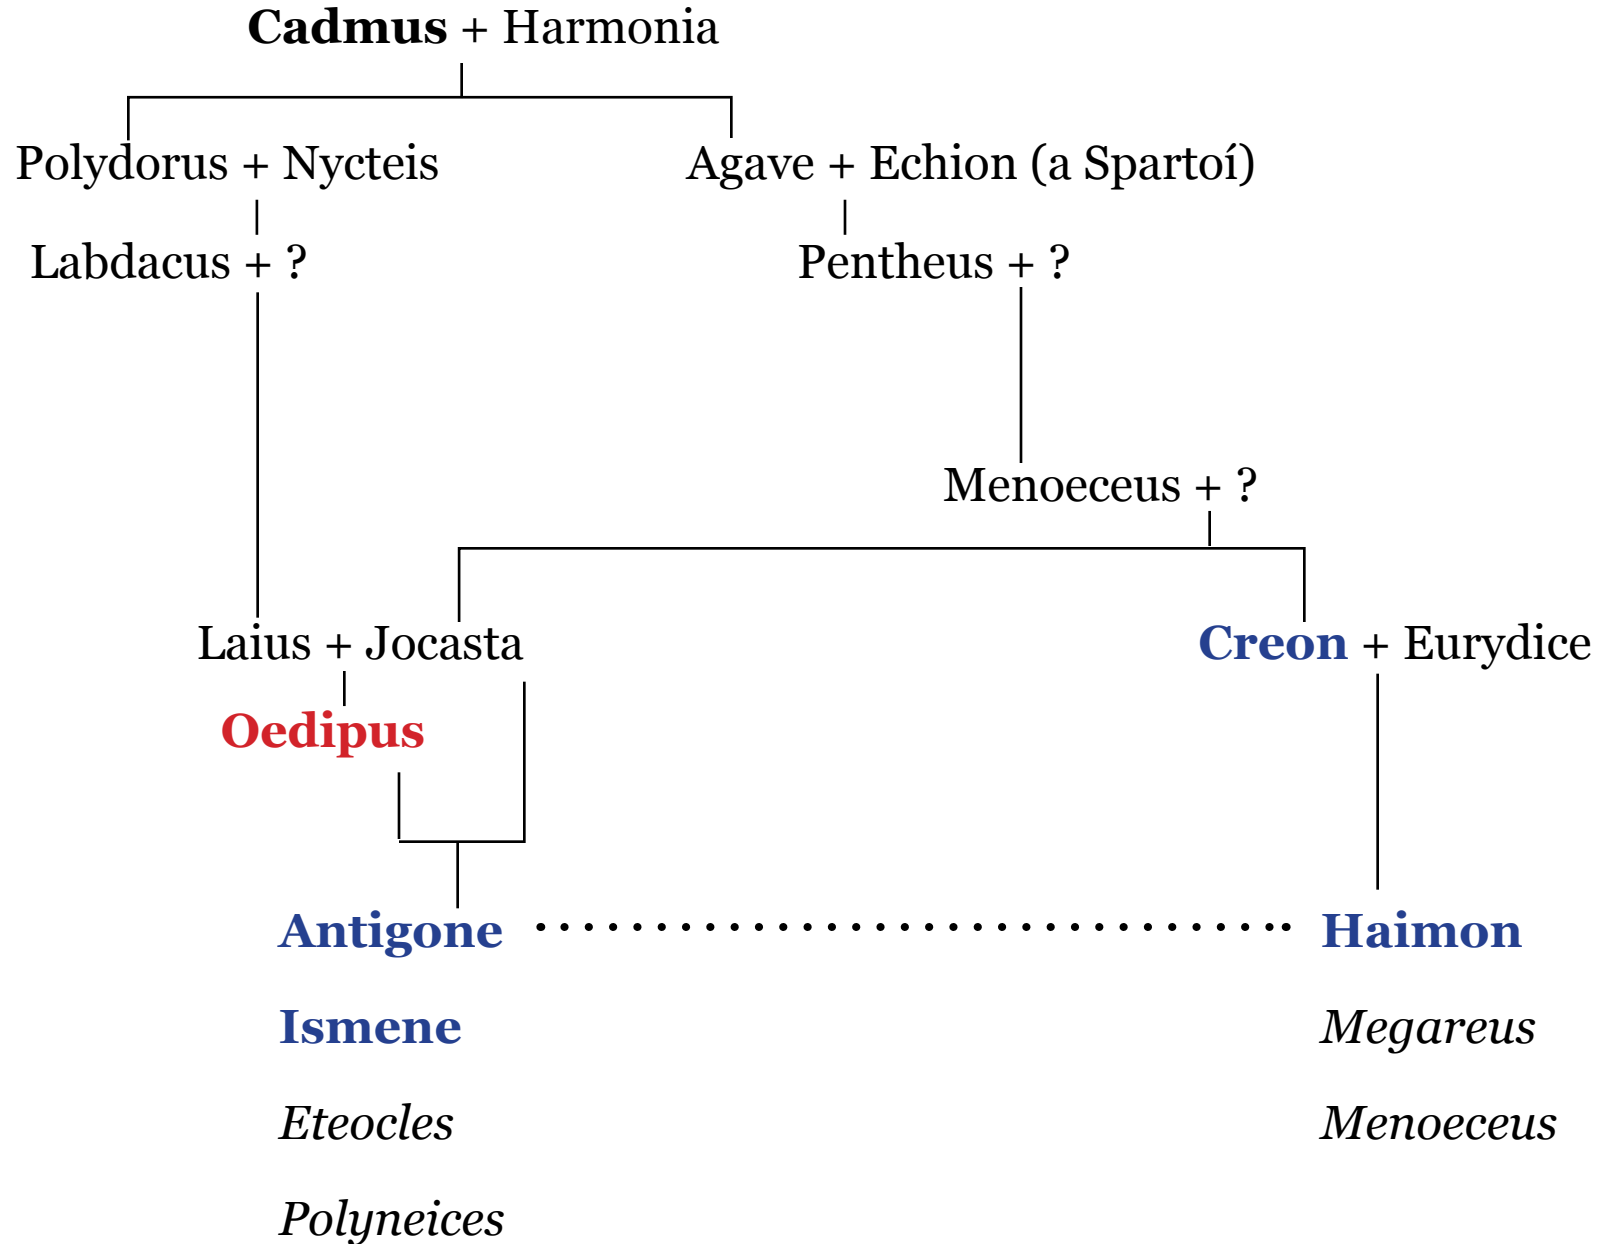 Cadmus + Harmonia
Polydorus + Nycteis
Agave + Echion (a Spartoí)
Labdacus + ?
Pentheus + ?
Menoeceus + ?
Laius + Jocasta
Creon + Eurydice
Oedipus
Antigone
Haimon
Ismene
Megareus
Eteocles
Menoeceus
Polyneices